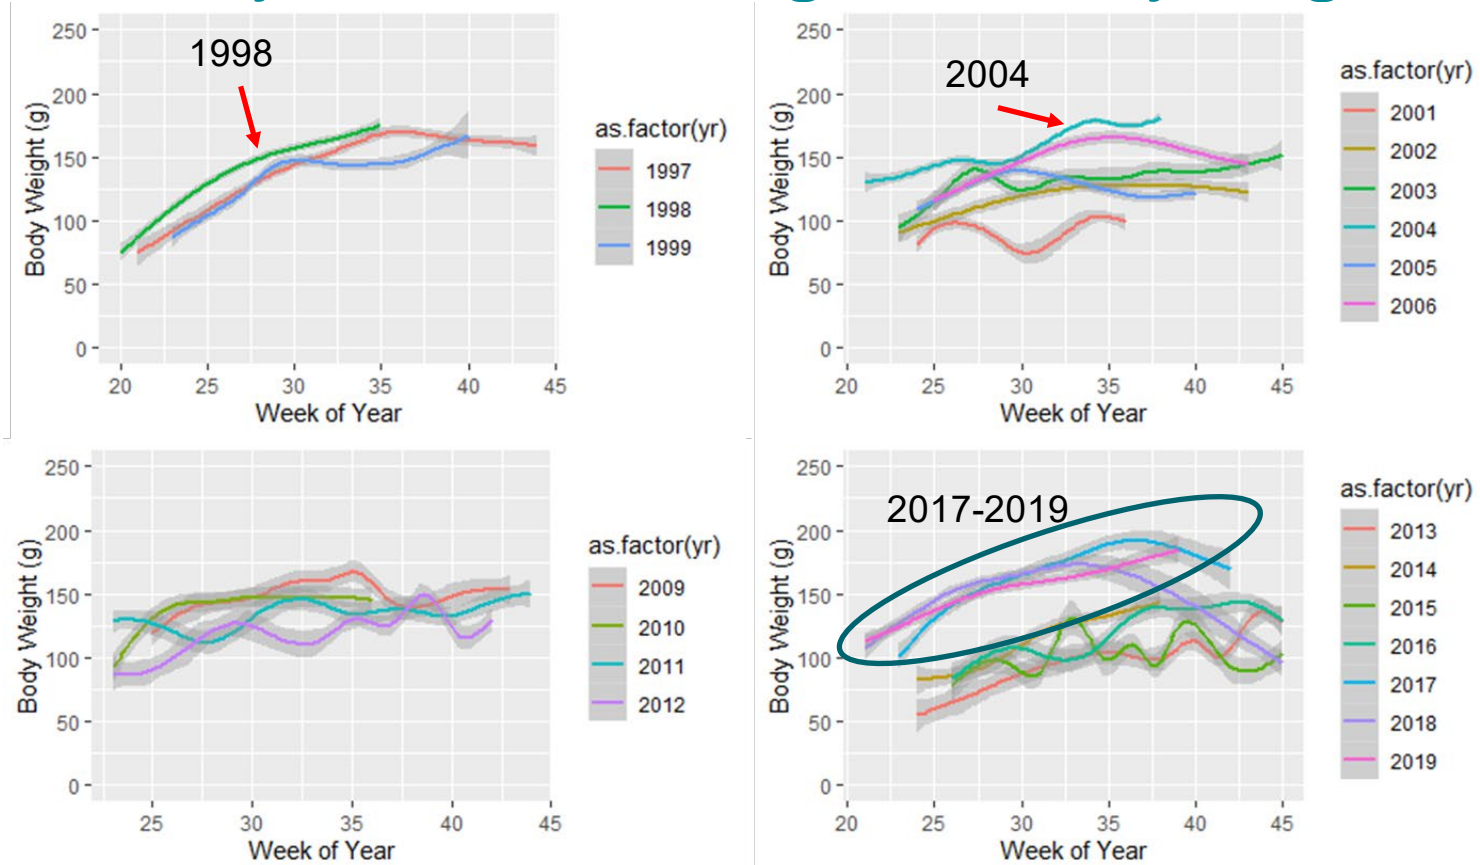 1998
250
200
150
100
50
0
Body Weight (g)
20 25 30 35 40 45
Week of Year
as.factor(yr)
1997
1998
1999
2004
250
200
150
100
50
0
Body Weight (g)
20 25 30 35 40 45
Week of Year
as.factor(yr)
2001
2002
2003
2004
2005
2006
250
200
150
100
50
0
Body Weight (g)
25 30 35 40 45
Week of Year
as.factor(yr)
2009
2010
2011
2012
2017-2019
250
200
150
100
50
0
Body Weight (g)
20 25 30 35 40 45
Week of Year
as.factor(yr)
2013
2014
2015
2016
2017
2018
2019